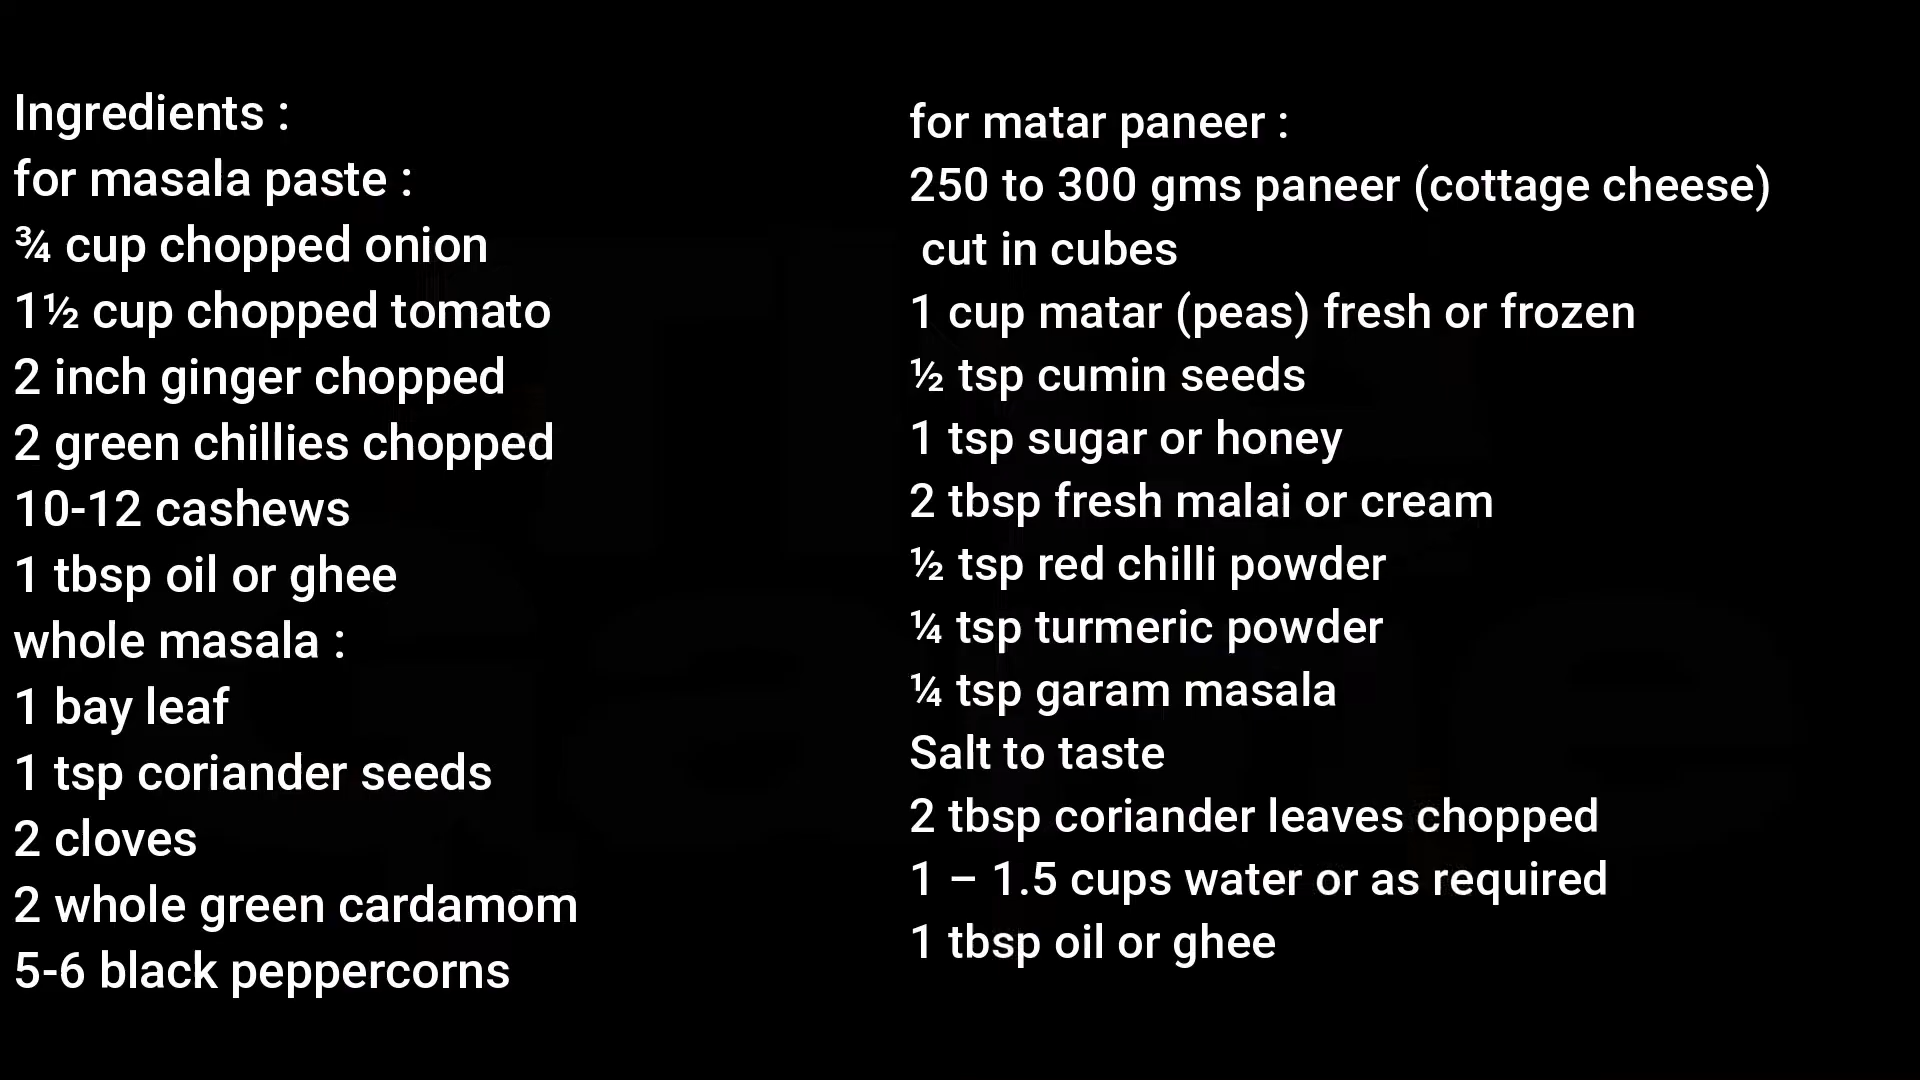 Ingredients :
for masala paste :
¾ cup chopped onion
1½ cup chopped tomato
2 inch ginger chopped
2 green chillies chopped
10-12 cashews
1 tbsp oil or ghee
whole masala :
1 bay leaf
1 tsp coriander seeds
2 cloves
2 whole green cardamom
5-6 black peppercorns
for matar paneer :
250 to 300 gms paneer (cottage cheese)
cut in cubes
1 cup matar (peas) fresh or frozen
½ tsp cumin seeds
1 tsp sugar or honey
2 tbsp fresh malai or cream
½ tsp red chilli powder
¼ tsp turmeric powder
¼ tsp garam masala
Salt to taste
2 tbsp coriander leaves chopped
1 – 1.5 cups water or as required
1 tbsp oil or ghee